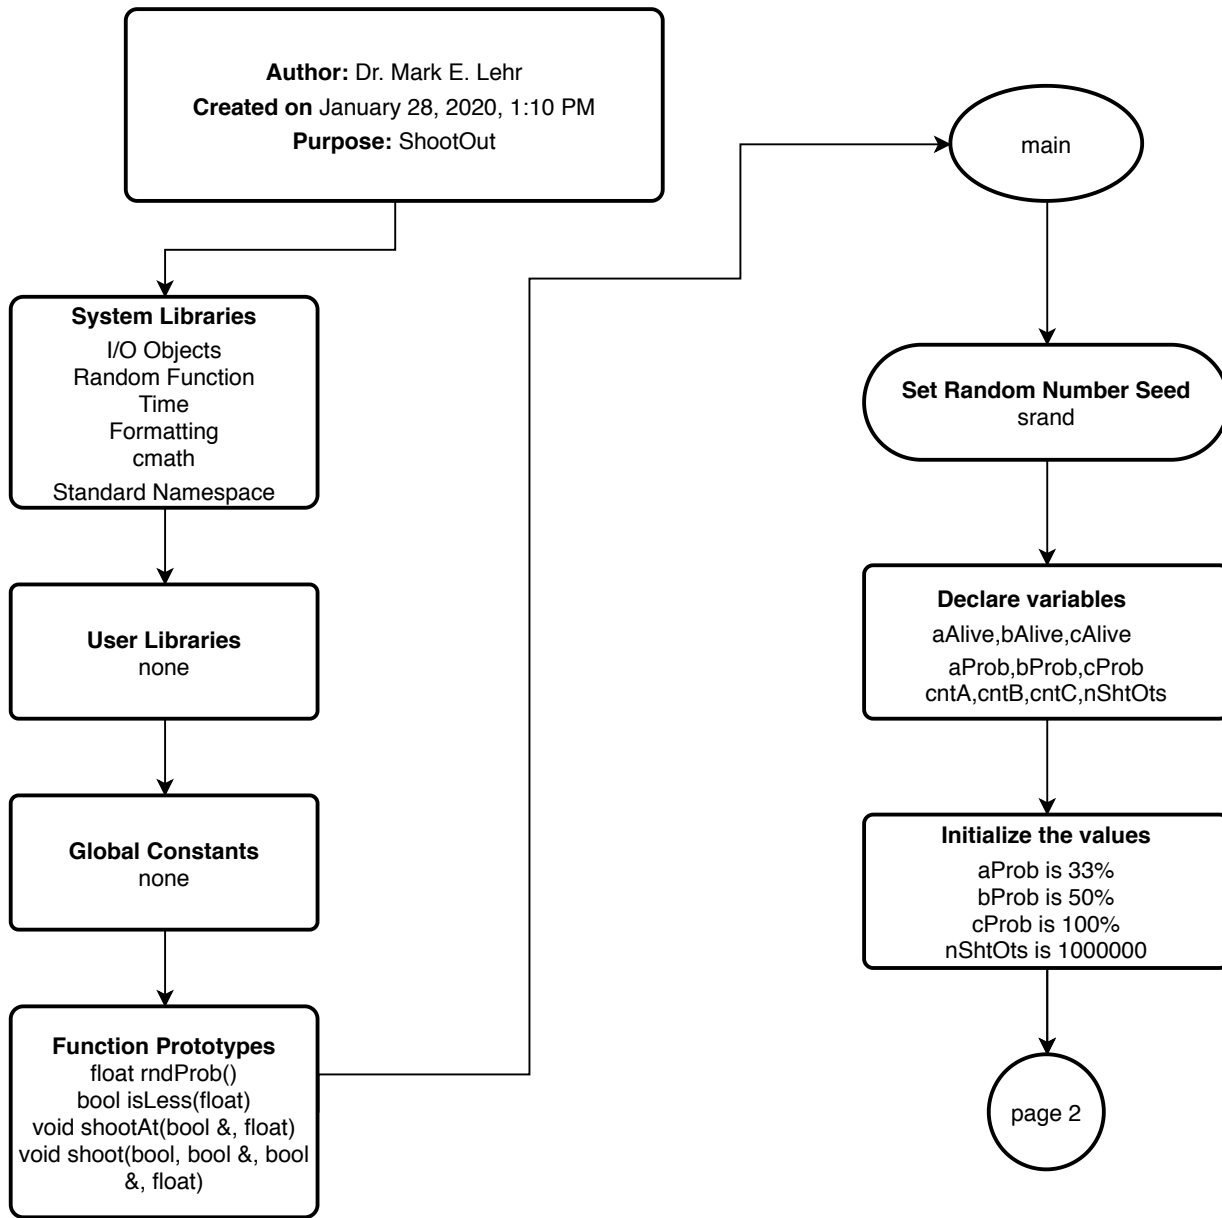 Author: Dr. Mark E. Lehr
Created on January 28, 2020, 1:10 PM
Purpose: ShootOut
System Libraries
I/O Objects
Random Function
Time
Formatting
cmath
Standard Namespace
User Libraries
none
Global Constants
none
Function Prototypes
float rndProb()
bool isLess(float)
void shootAt(bool &, float)
void shoot(bool, bool &, bool
&, float)
main
Set Random Number Seed
srand
Declare variables
aAlive,bAlive,cAlive
aProb,bProb,cProb
cntA,cntB,cntC,nShtOts
Initialize the values
aProb is 33%
bProb is 50%
cProb is 100%
nShtOts is 1000000
page 2